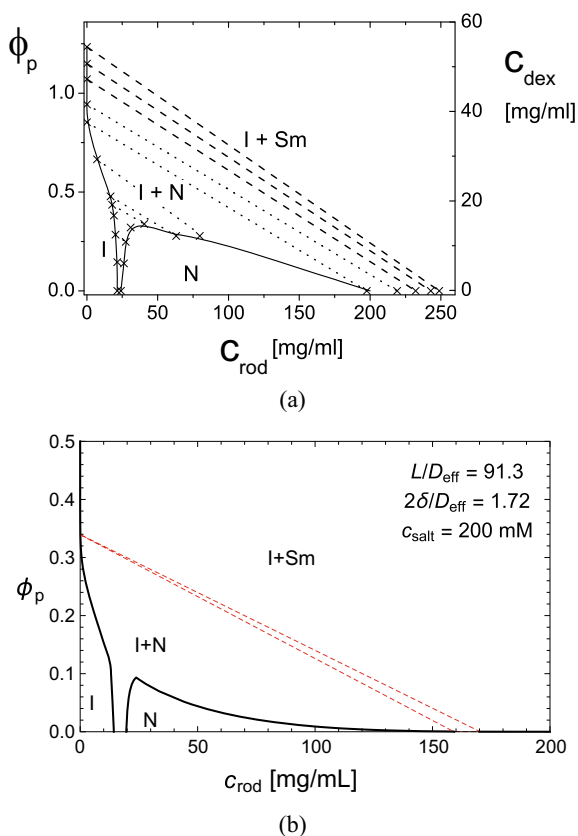 ϕp
Cdex
[mg/ml]
60
40
20
0
1.0
0.5
0.0
I + Sm
I + N
I
N
0 50 100 150 200 250
Crod [mg/ml]
(a)
0.5
0.4
0.3
0.2
0.1
0.0
ϕp
L/Deff = 91.3
2δ/Deff = 1.72
csalt = 200 mM
I+Sm
I+N
I
N
0 50 100 150 200
crod [mg/mL]
(b)